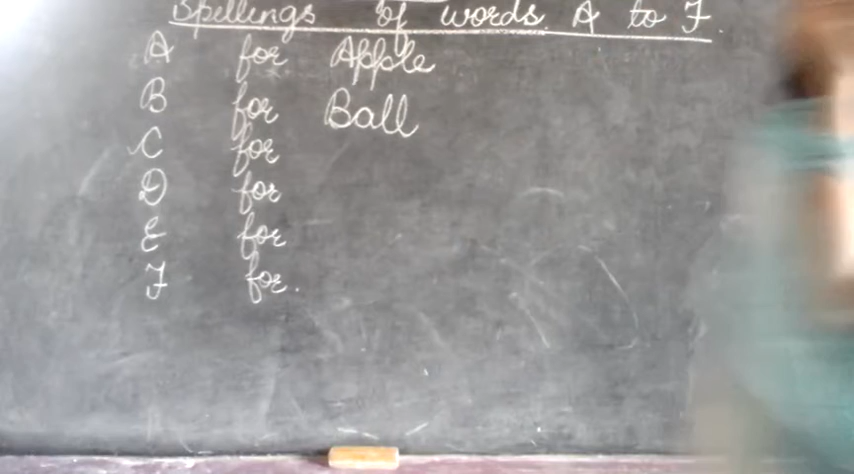 Spellings of words. A to F.
A for Apple
B for Ball
C for
D for
E for
F for.